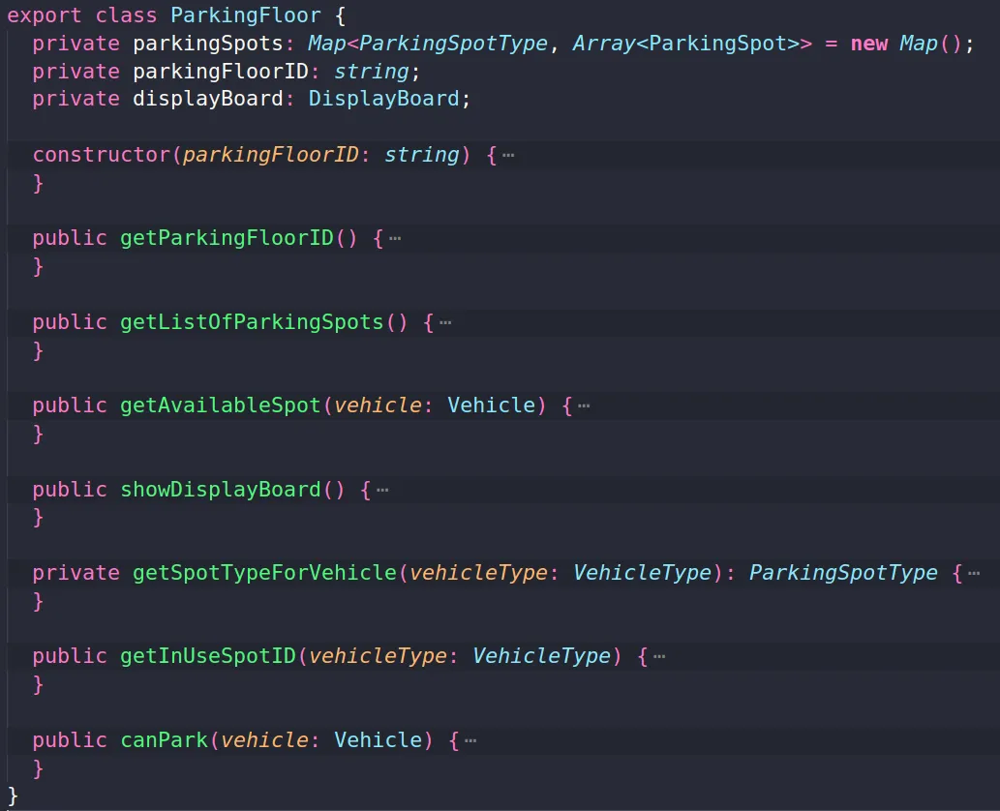 export class ParkingFloor {
  private parkingSpots: Map<ParkingSpotType, Array<ParkingSpot>> = new Map();
  private parkingFloorID: string;
  private displayBoard: DisplayBoard;

  constructor(parkingFloorID: string) {⋯
  }

  public getParkingFloorID() {⋯
  }

  public getListOfParkingSpots() {⋯
  }

  public getAvailableSpot(vehicle: Vehicle) {⋯
  }

  public showDisplayBoard() {⋯
  }

  private getSpotTypeForVehicle(vehicleType: VehicleType): ParkingSpotType {⋯
  }

  public getInUseSpotID(vehicleType: VehicleType) {⋯
  }

  public canPark(vehicle: Vehicle) {⋯
  }
}